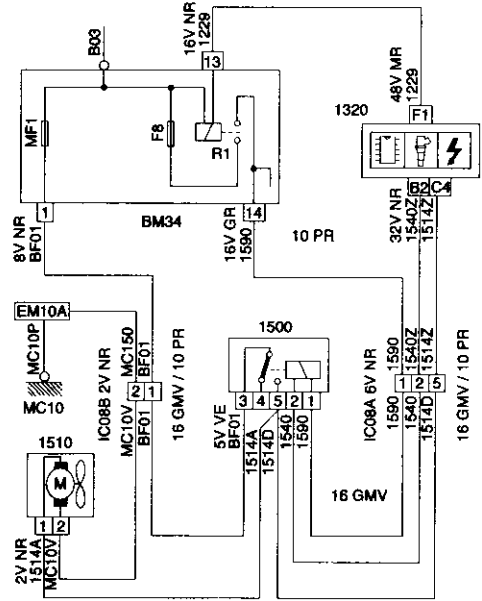 B03
16V NR
1229
13
48V MR
1229
F1
1320
MF1
F8
R1
B2
C4
1
BM34
14
8V NR
BF01
16V GR
1590
10 PR
32V NR
1540Z
1514Z
EM10A
MC10P
MC10
IC08B 2V NR
MC150
BF01
2
1
MC10V
BF01
16 GMV / 10 PR
1500
3
4
5
2
1
5V VE
BF01
1514A
1514D
1540
1590
IC08A 6V NR
1590
1540Z
1514Z
1
2
5
1590
1540
1514D
16 GMV / 10 PR
1510
M
1
2
2V NR
1514A
MC10V
16 GMV